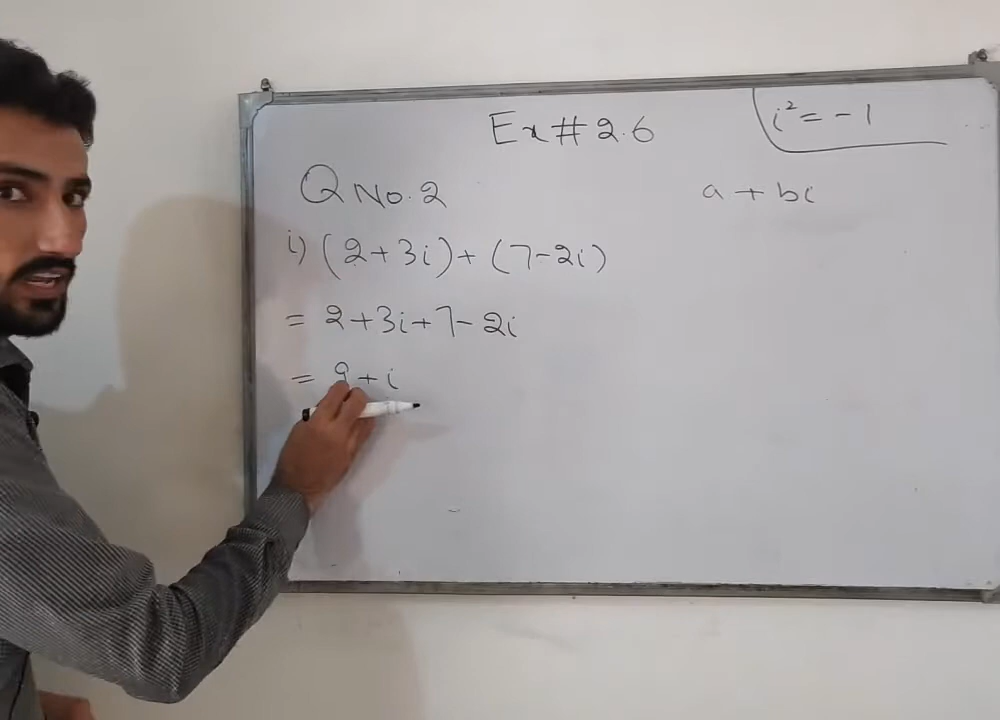 Ex # 2.6
i² = -1
Q No. 2
a + bi
i) (2+3i)+(7-2i)
= 2+3i+7-2i
= 9+i